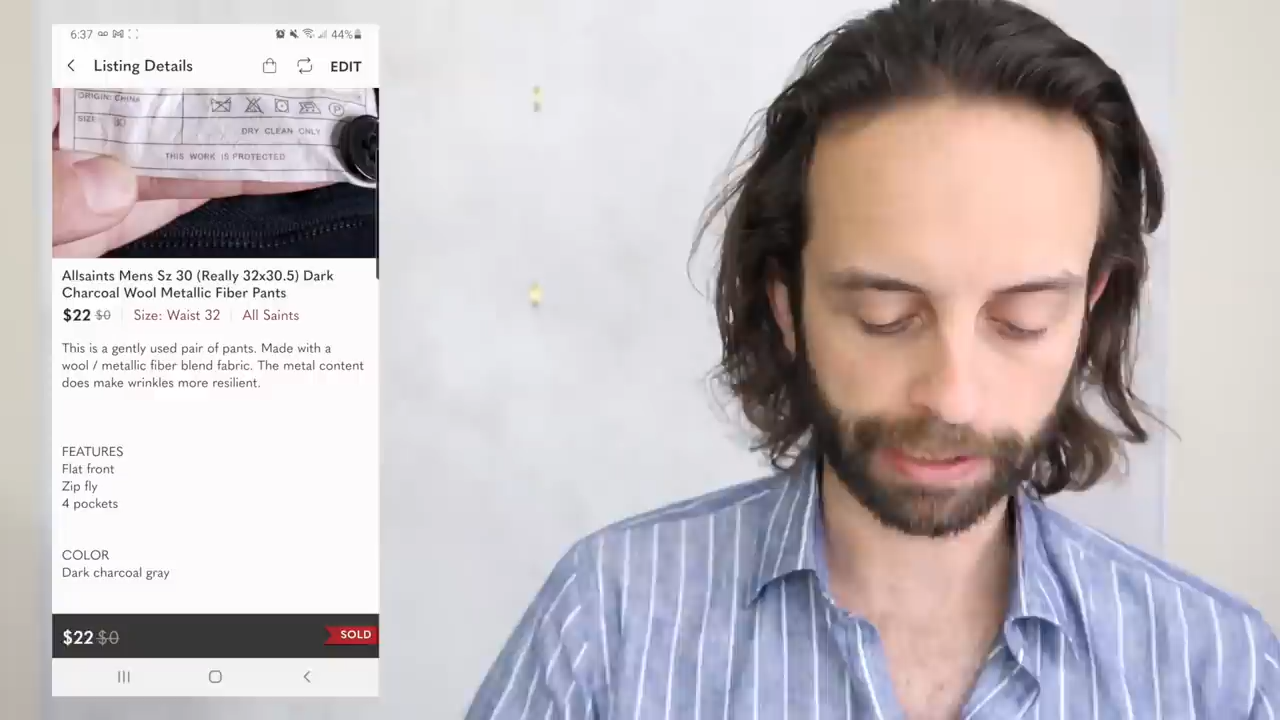 6:37
44%
Listing Details
EDIT
ORIGIN: CHINA
SIZE: 30
DRY CLEAN ONLY
THIS WORK IS PROTECTED
Allsaints Mens Sz 30 (Really 32x30.5) Dark
Charcoal Wool Metallic Fiber Pants
$22 $0 Size: Waist 32 All Saints
This is a gently used pair of pants. Made with a
wool / metallic fiber blend fabric. The metal content
does make wrinkles more resilient.
FEATURES
Flat front
Zip fly
4 pockets
COLOR
Dark charcoal gray
$22 $0
SOLD